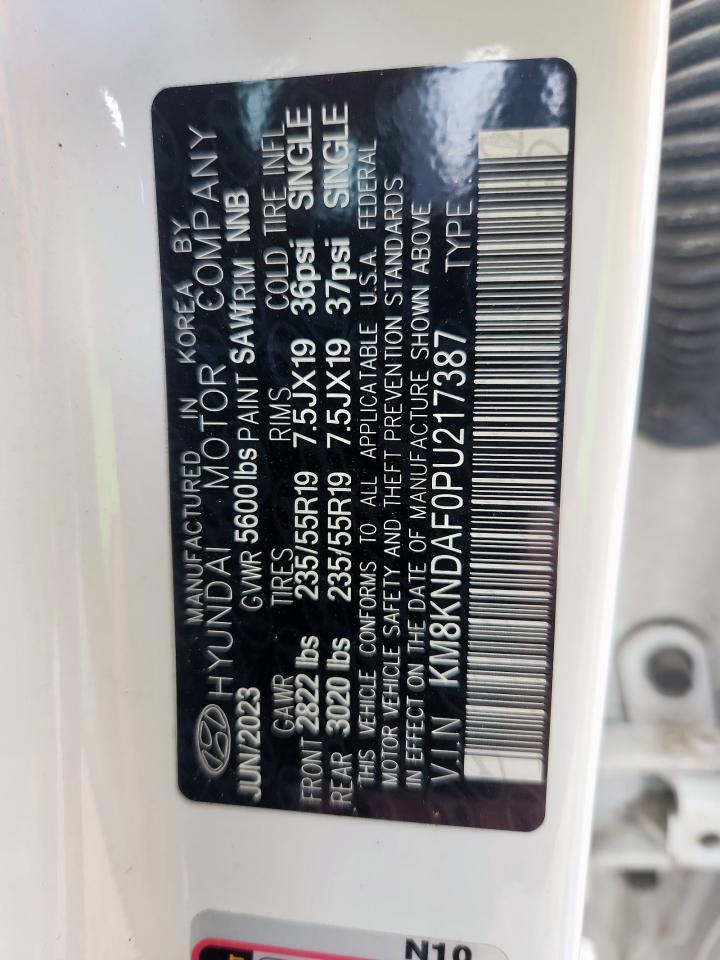 MANUFACTURED IN KOREA BY
HYUNDAI MOTOR COMPANY
JUN/2023 GVWR 5600lbs PAINT SAW TRIM NNB
GAWR TIRES RIMS COLD TIRE INFL
FRONT 2822 lbs 235/55R19 7.5JX19 36psi SINGLE
REAR 3020 lbs 235/55R19 7.5JX19 37psi SINGLE
THIS VEHICLE CONFORMS TO ALL APPLICATABLE U.S.A. FEDERAL
MOTOR VEHICLE SAFETY AND THEFT PREVENTION STANDARDS
IN EFFECT ON THE DATE OF MANUFACTURE SHOWN ABOVE
V.I.N KM8KNDAF0PU217387 TYPE
N10